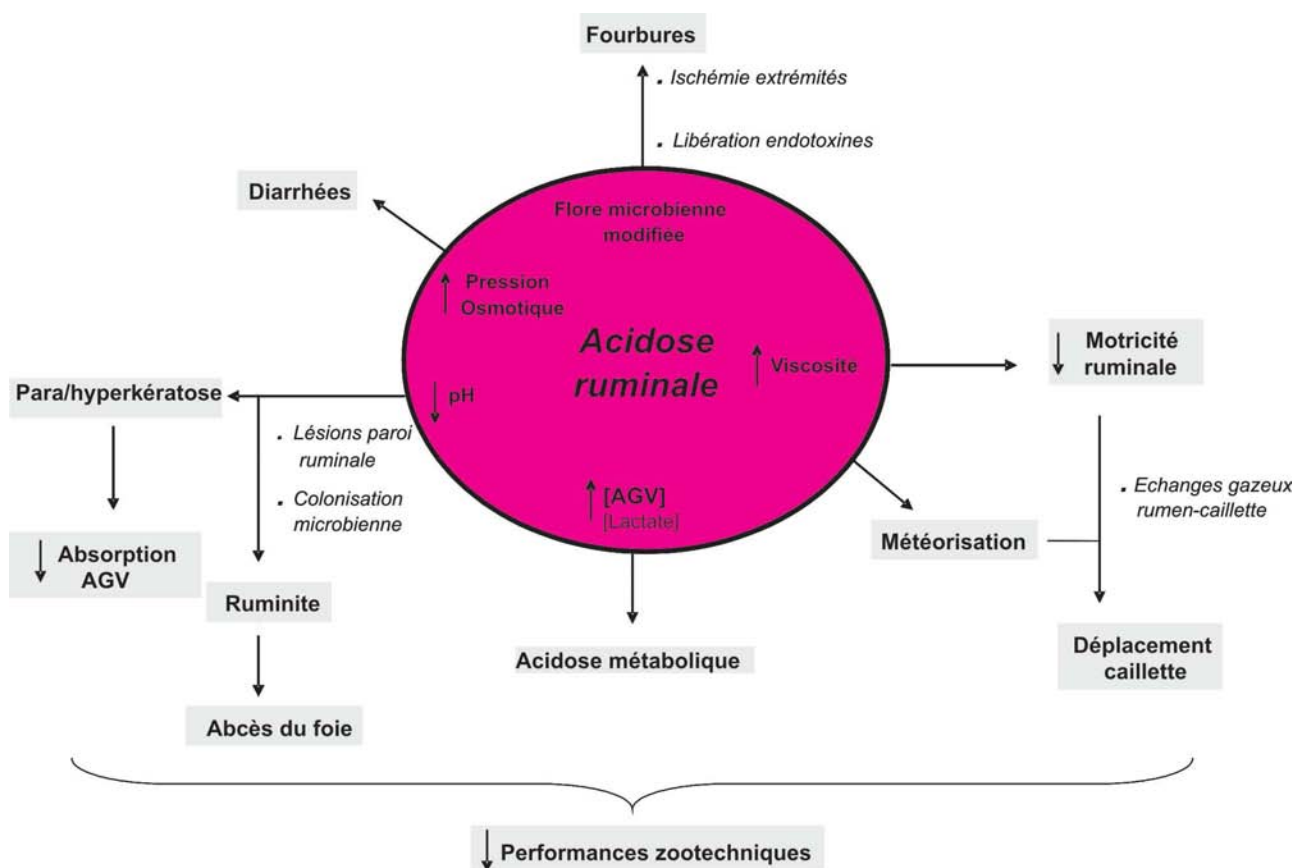 Fourbures
. Ischémie extrémités
. Libération endotoxines
Diarrhées
Flore microbienne
modifiée
↑ Pression
Osmotique
Acidose
ruminale
↑ Viscosite
↓ pH
↑ [AGV]
[Lactate]
↓ Motricité
ruminale
Para/hyperkératose
. Lésions paroi
ruminale
. Colonisation
microbienne
. Echanges gazeux
rumen-caillette
Météorisation
↓ Absorption
AGV
Ruminite
Acidose métabolique
Déplacement
caillette
Abcès du foie
↓ Performances zootechniques